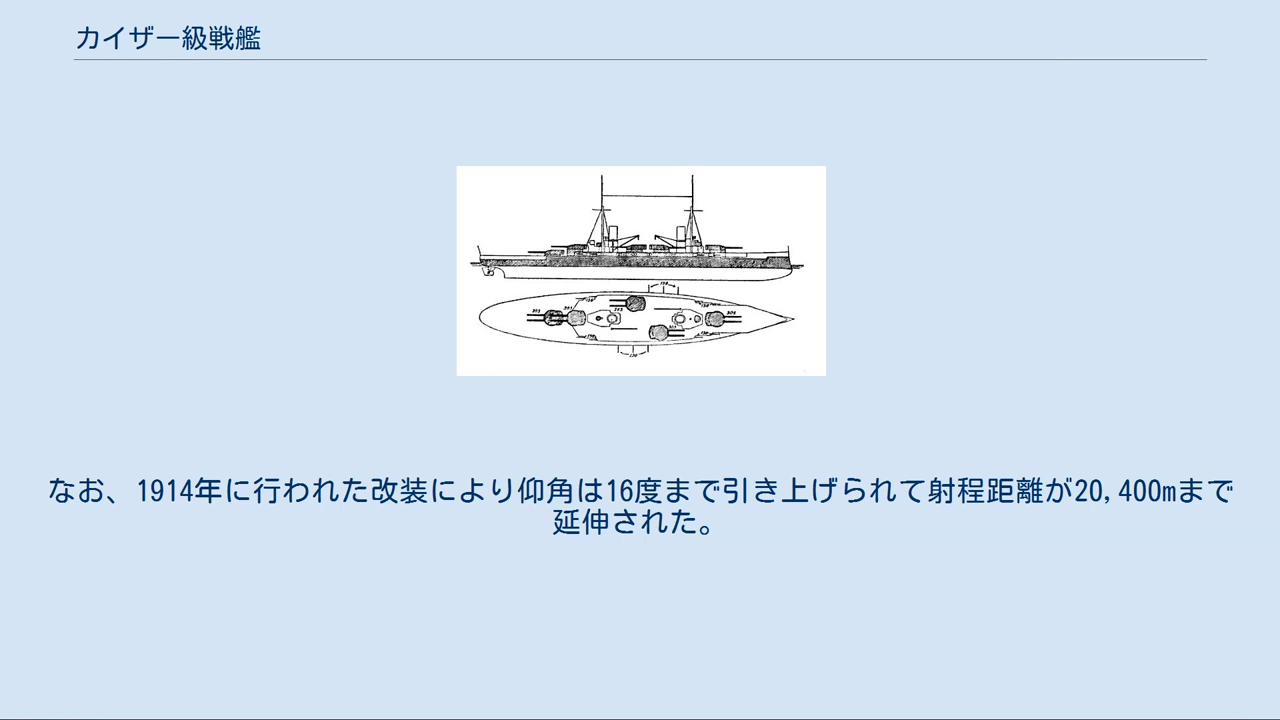 カイザー級戦艦
なお、1914年に行われた改装により仰角は16度まで引き上げられて射程距離が20,400mまで
延伸された。